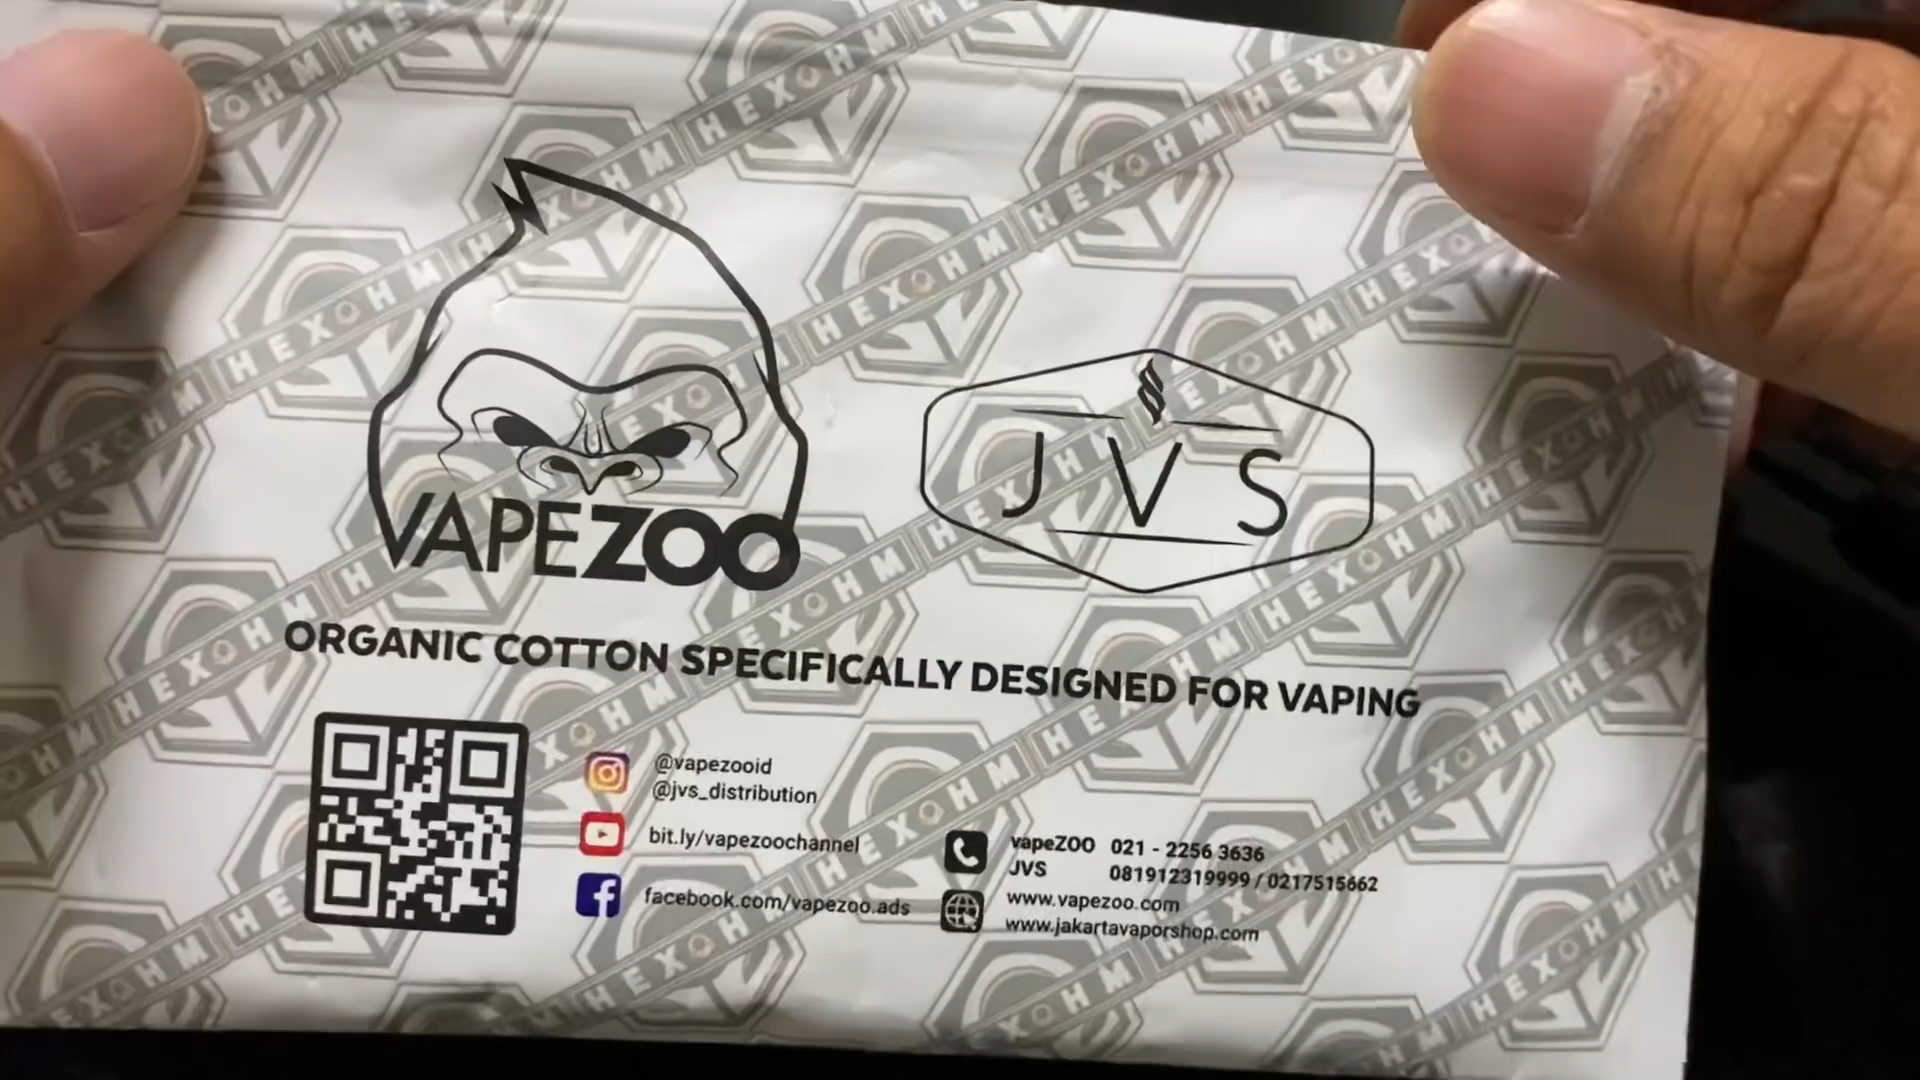 HEXOHM
VAPEZOO
JVS
ORGANIC COTTON SPECIFICALLY DESIGNED FOR VAPING
@vapezooid
@jvs_distribution
bit.ly/vapezoochannel
facebook.com/vapezoo.ads
vapeZOO 021 - 2256 3636
JVS 081912319999 / 0217515662
www.vapezoo.com
www.jakartavaporshop.com